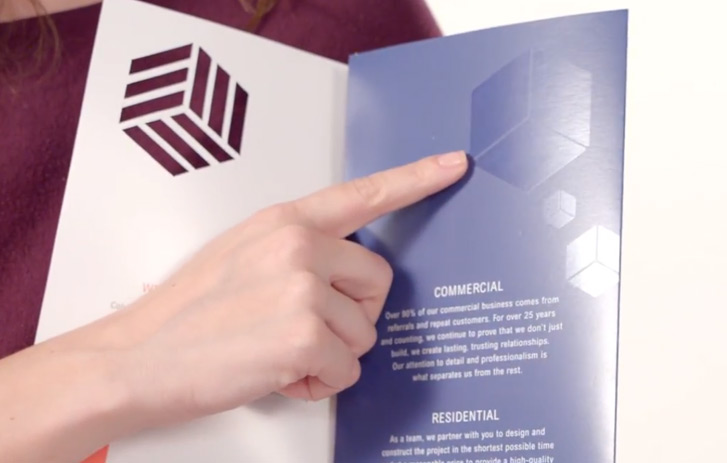 COMMERCIAL
Over 90% of our commercial business comes from
referrals and repeat customers. For over 25 years
and counting, we continue to prove that we don't just
build, we create lasting, trusting relationships.
Our attention to detail and professionalism is
what separates us from the rest.
RESIDENTIAL
As a team, we partner with you to design and
construct the project in the shortest possible time
to provide a high-quality